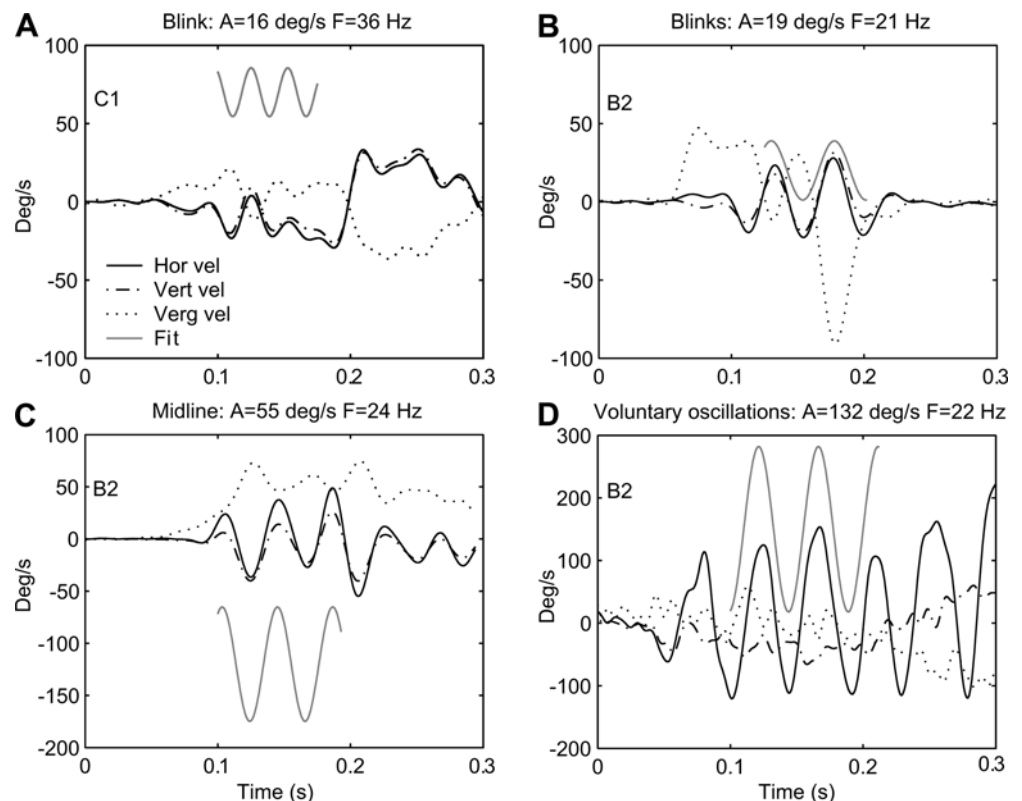 A
Blink: A=16 deg/s F=36 Hz
100
50
0
-50
-100
Deg/s
C1
Hor vel
Vert vel
Verg vel
Fit
0
0.1
0.2
0.3
B
Blinks: A=19 deg/s F=21 Hz
100
50
0
-50
-100
Deg/s
B2
0
0.1
0.2
0.3
C
Midline: A=55 deg/s F=24 Hz
100
50
0
-50
-100
-150
-200
Deg/s
B2
0
0.1
0.2
0.3
Time (s)
D
Voluntary oscillations: A=132 deg/s F=22 Hz
300
200
100
0
-100
-200
Deg/s
B2
0
0.1
0.2
0.3
Time (s)